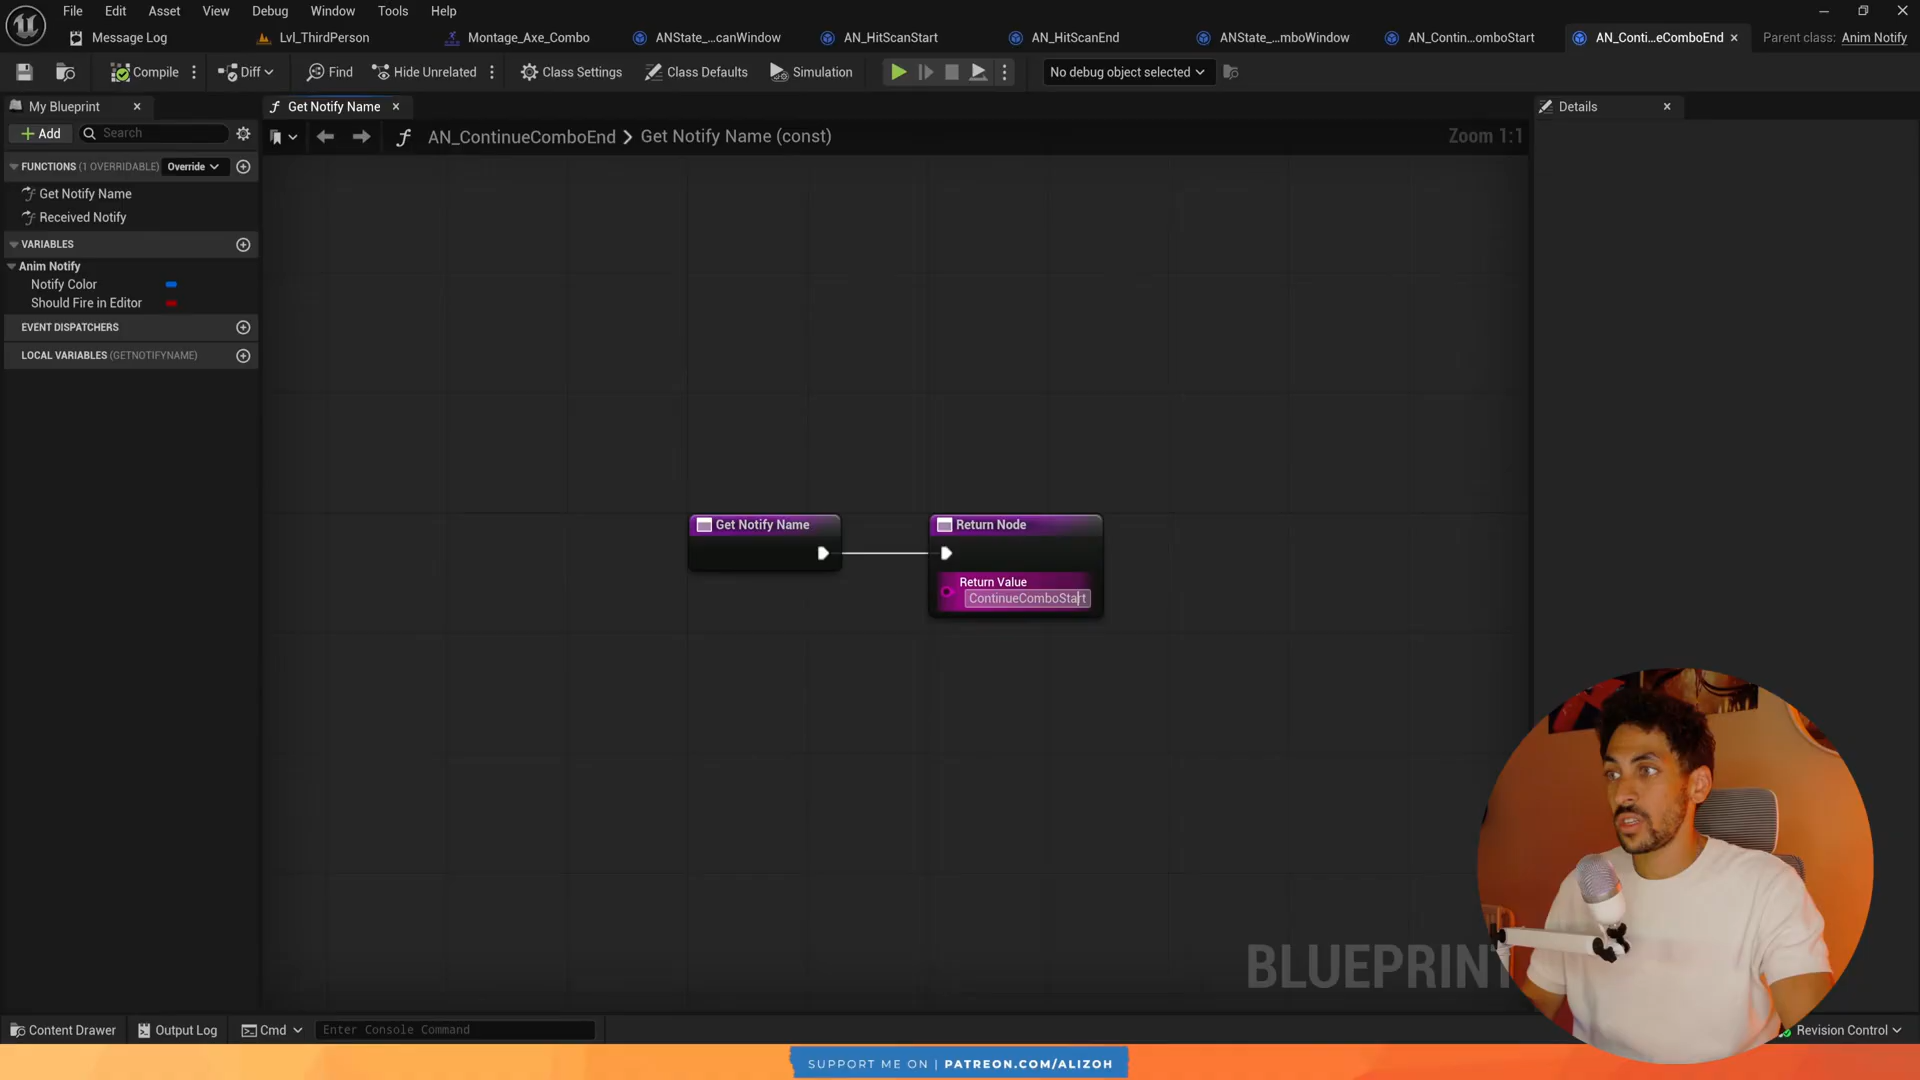 File Edit Asset View Debug Window Tools Help
Message Log Lvl_ThirdPerson Montage_Axe_Combo ANState_...canWindow AN_HitScanStart AN_HitScanEnd ANState_...mboWindow AN_Contin...omboStart AN_Conti...eComboEnd Parent class: Anim Notify
Compile Diff Find Hide Unrelated Class Settings Class Defaults Simulation No debug object selected
My Blueprint Get Notify Name Details
Add Search AN_ContinueComboEnd > Get Notify Name (const) Zoom 1:1
FUNCTIONS (1 OVERRIDABLE) Override
Get Notify Name
Received Notify
VARIABLES
Anim Notify
Notify Color
Should Fire in Editor
EVENT DISPATCHERS
LOCAL VARIABLES (GETNOTIFYNAME)
Get Notify Name Return Node
Return Value
ContinueComboStart
BLUEPRINT
Content Drawer Output Log Cmd Enter Console Command Revision Control
SUPPORT ME ON | PATREON.COM/ALIZOH